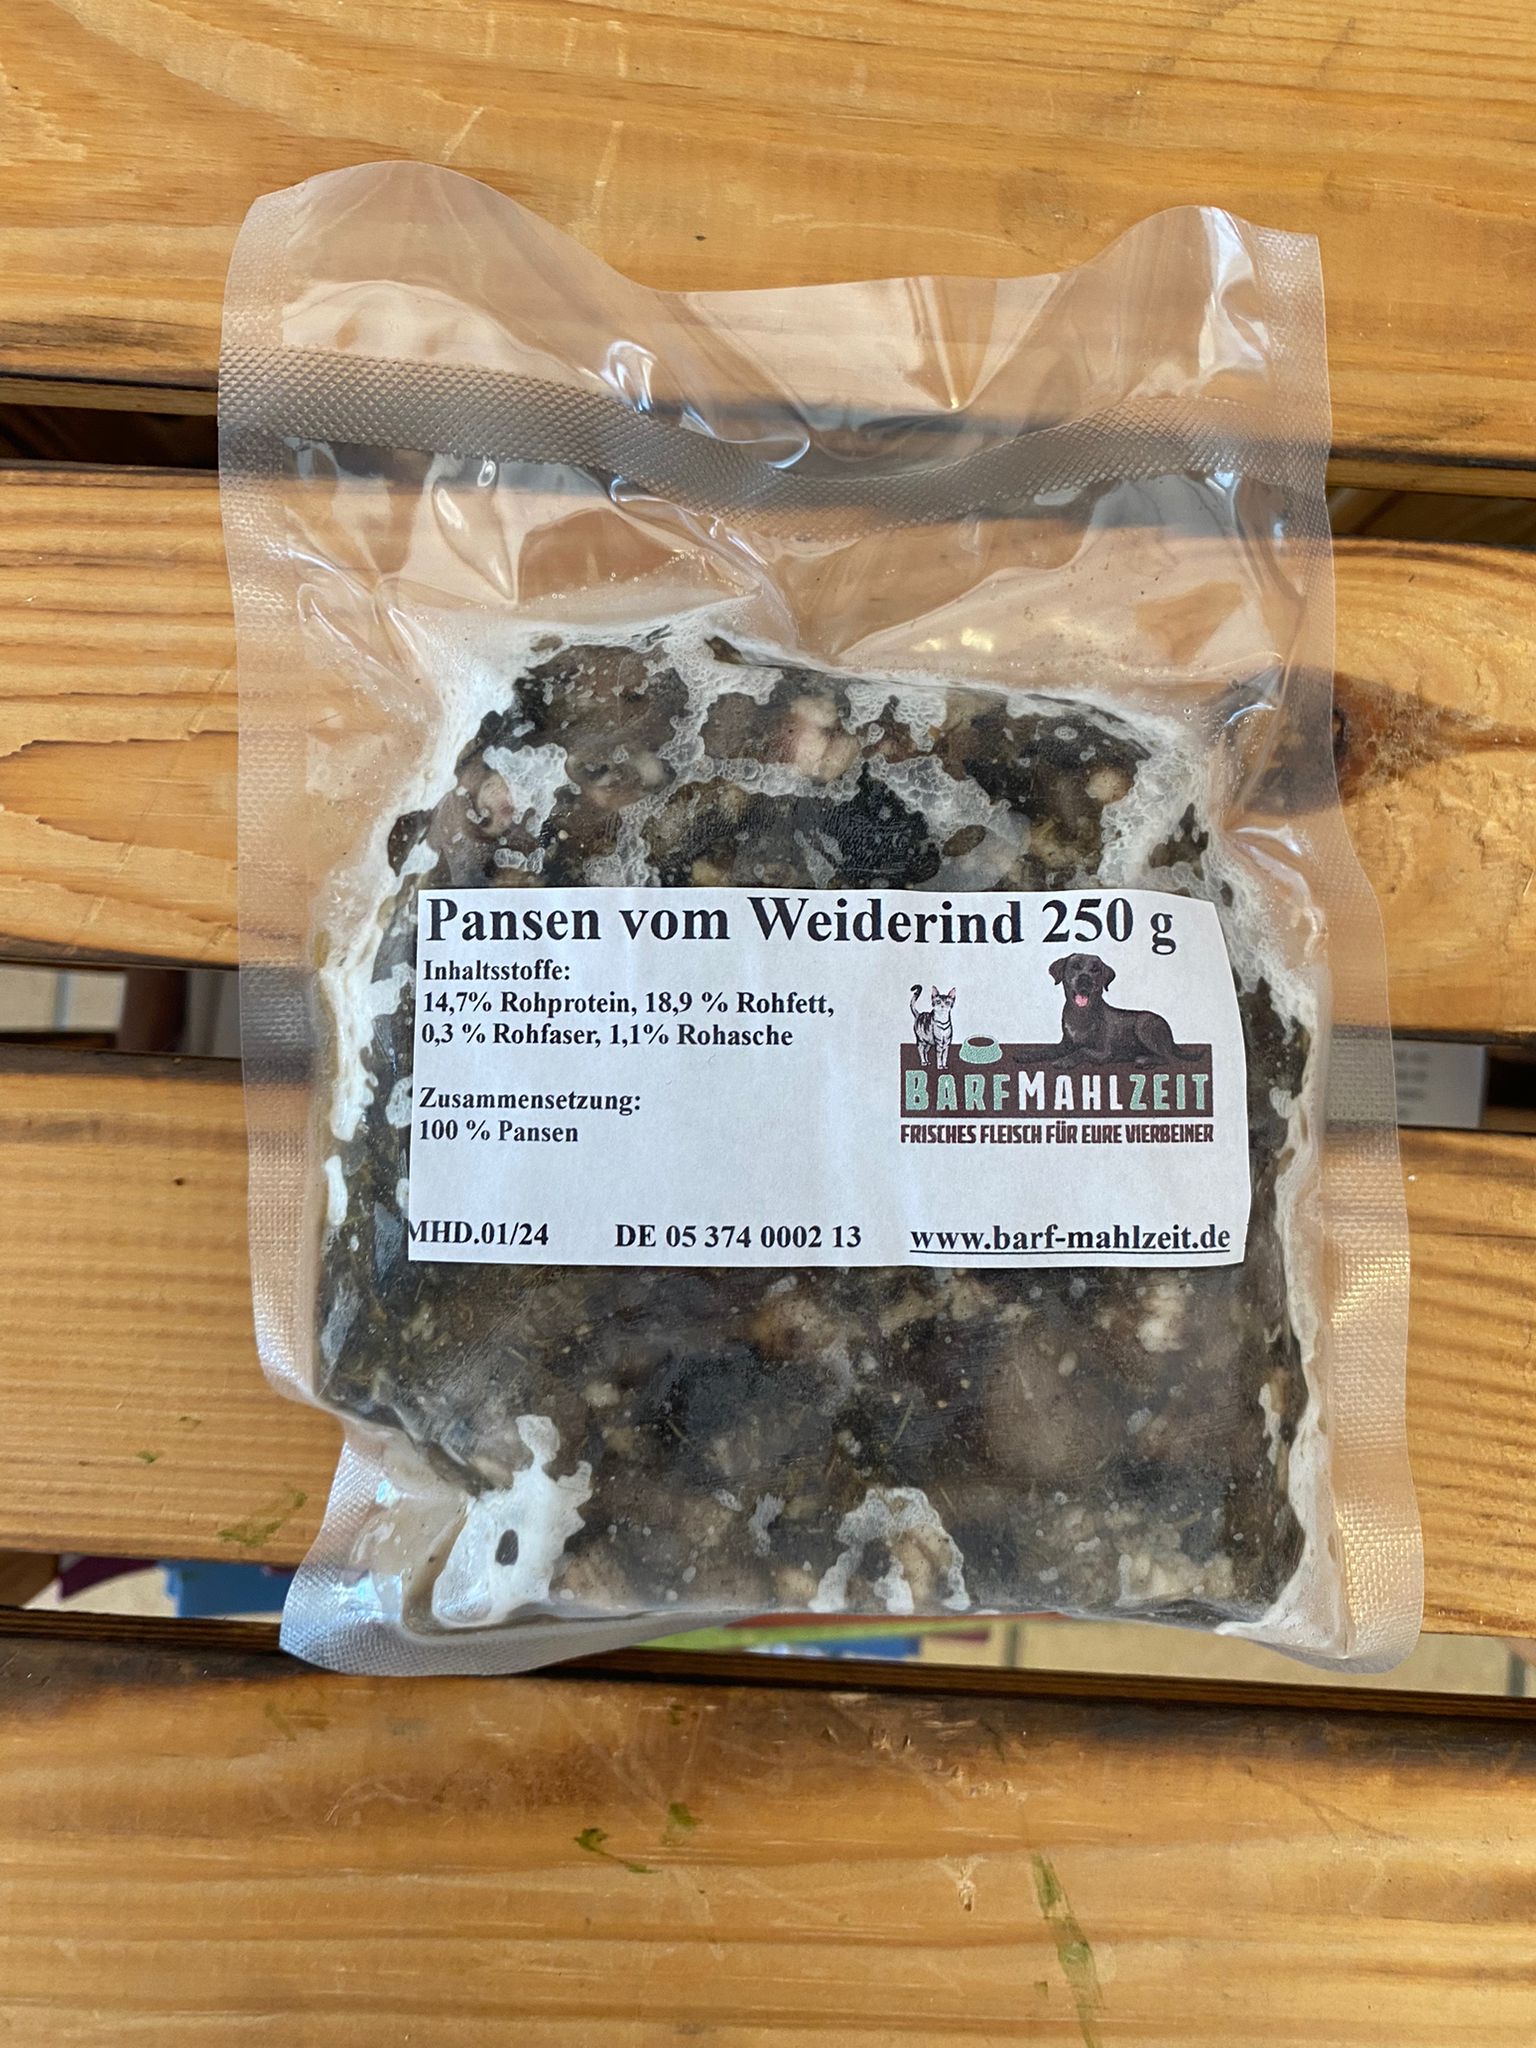 Pansen vom Weiderind 250 g
Inhaltsstoffe:
14,7% Rohprotein, 18,9 % Rohfett,
0,3 % Rohfaser, 1,1% Rohasche
Zusammensetzung:
100 % Pansen
BARFMAHLZEIT
FRISCHES FLEISCH FÜR EURE VIERBEINER
MHD.01/24 DE 05 374 0002 13 www.barf-mahlzeit.de